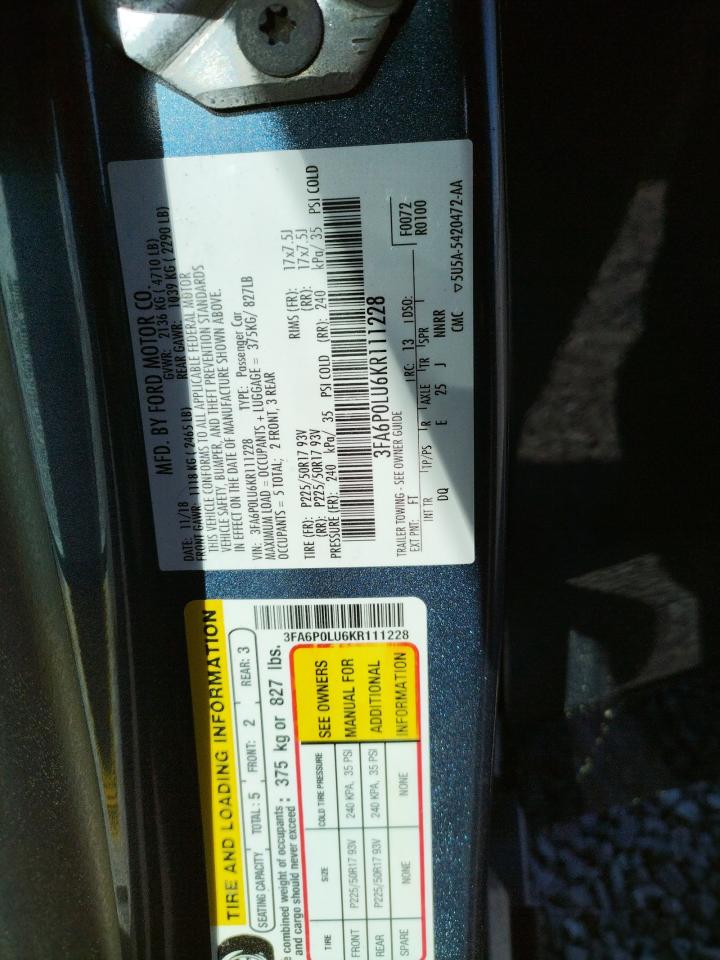 MFD. BY FORD MOTOR CO.
DATE: 11/18 GVWR: 2136 KG (4710 LB)
FRONT GAWR: 1118 KG (2465 LB) REAR GAWR: 1039 KG (2290 LB)
THIS VEHICLE CONFORMS TO ALL APPLICABLE FEDERAL MOTOR
VEHICLE SAFETY, BUMPER, AND THEFT PREVENTION STANDARDS
IN EFFECT ON THE DATE OF MANUFACTURE SHOWN ABOVE.
VIN: 3FA6P0LU6KR111228 TYPE: Passenger Car
MAXIMUM LOAD = OCCUPANTS + LUGGAGE = 375KG/ 827LB
OCCUPANTS = 5 TOTAL; 2 FRONT, 3 REAR
TIRE (FR): P225/50R17 93V RIMS (FR): 17x7.5J
(RR): P225/50R17 93V (RR): 17x7.5J
PRESSURE (FR): 240 kPa/ 35 PSI COLD (RR): 240 kPa/ 35 PSI COLD
3FA6P0LU6KR111228
TRAILER TOWING - SEE OWNER GUIDE
EXT PNT: FT RC: 13 DSO: F0072
R0100
INT TR TP/PS R AXLE TR SPR
DQ E 25 J NNRR
CMC ▽5U5A-5420472-AA
TIRE AND LOADING INFORMATION
SEATING CAPACITY TOTAL : 5 FRONT: 2 REAR: 3
combined weight of occupants
and cargo should never exceed : 375 kg or 827 lbs.
3FA6P0LU6KR111228
TIRE SIZE COLD TIRE PRESSURE
FRONT P225/50R17 93V 240 KPA, 35 PSI
REAR P225/50R17 93V 240 KPA, 35 PSI
SPARE NONE NONE
SEE OWNERS
MANUAL FOR
ADDITIONAL
INFORMATION